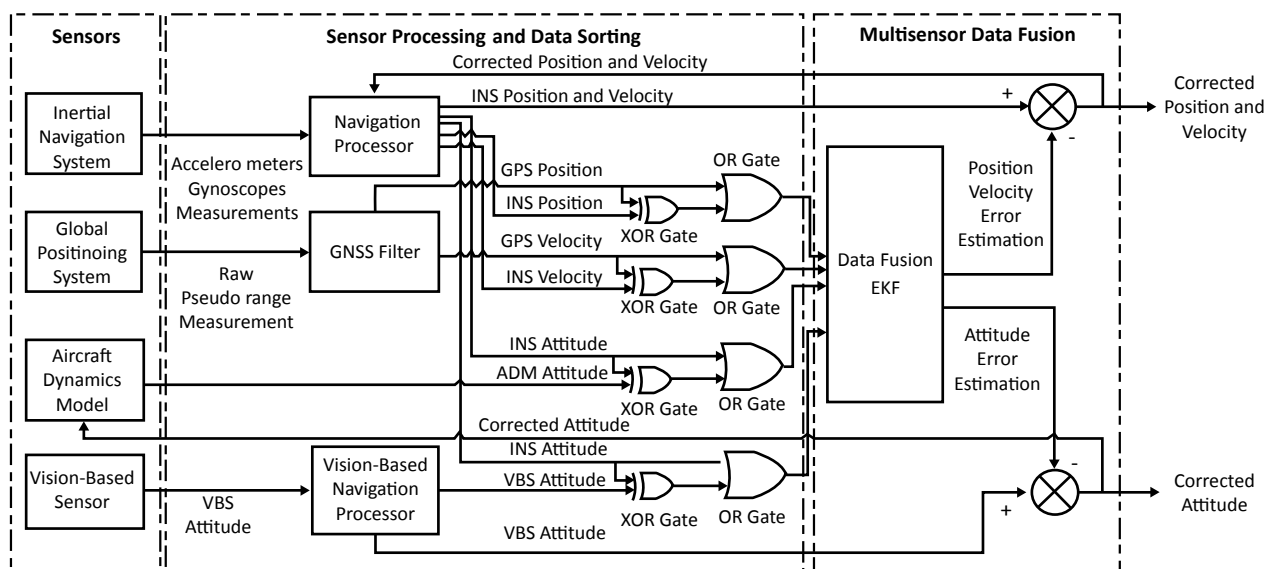 Sensors
Sensor Processing and Data Sorting
Multisensor Data Fusion
Corrected Position and Velocity
INS Position and Velocity
+
-
Corrected
Position and
Velocity
Inertial
Navigation
System
Navigation
Processor
Accelero meters
Gynoscopes
Measurements
OR Gate
GPS Position
INS Position
XOR Gate
Position
Velocity
Error
Estimation
Global
Positinoing
System
GNSS Filter
GPS Velocity
INS Velocity
XOR Gate
OR Gate
Data Fusion
EKF
Raw
Pseudo range
Measurement
Aircraft
Dynamics
Model
INS Attitude
ADM Attitude
XOR Gate
OR Gate
Attitude
Error
Estimation
Corrected Attitude
Vision-Based
Sensor
VBS
Attitude
Vision-Based
Navigation
Processor
INS Attitude
VBS Attitude
XOR Gate
OR Gate
VBS Attitude
-
+
Corrected
Attitude